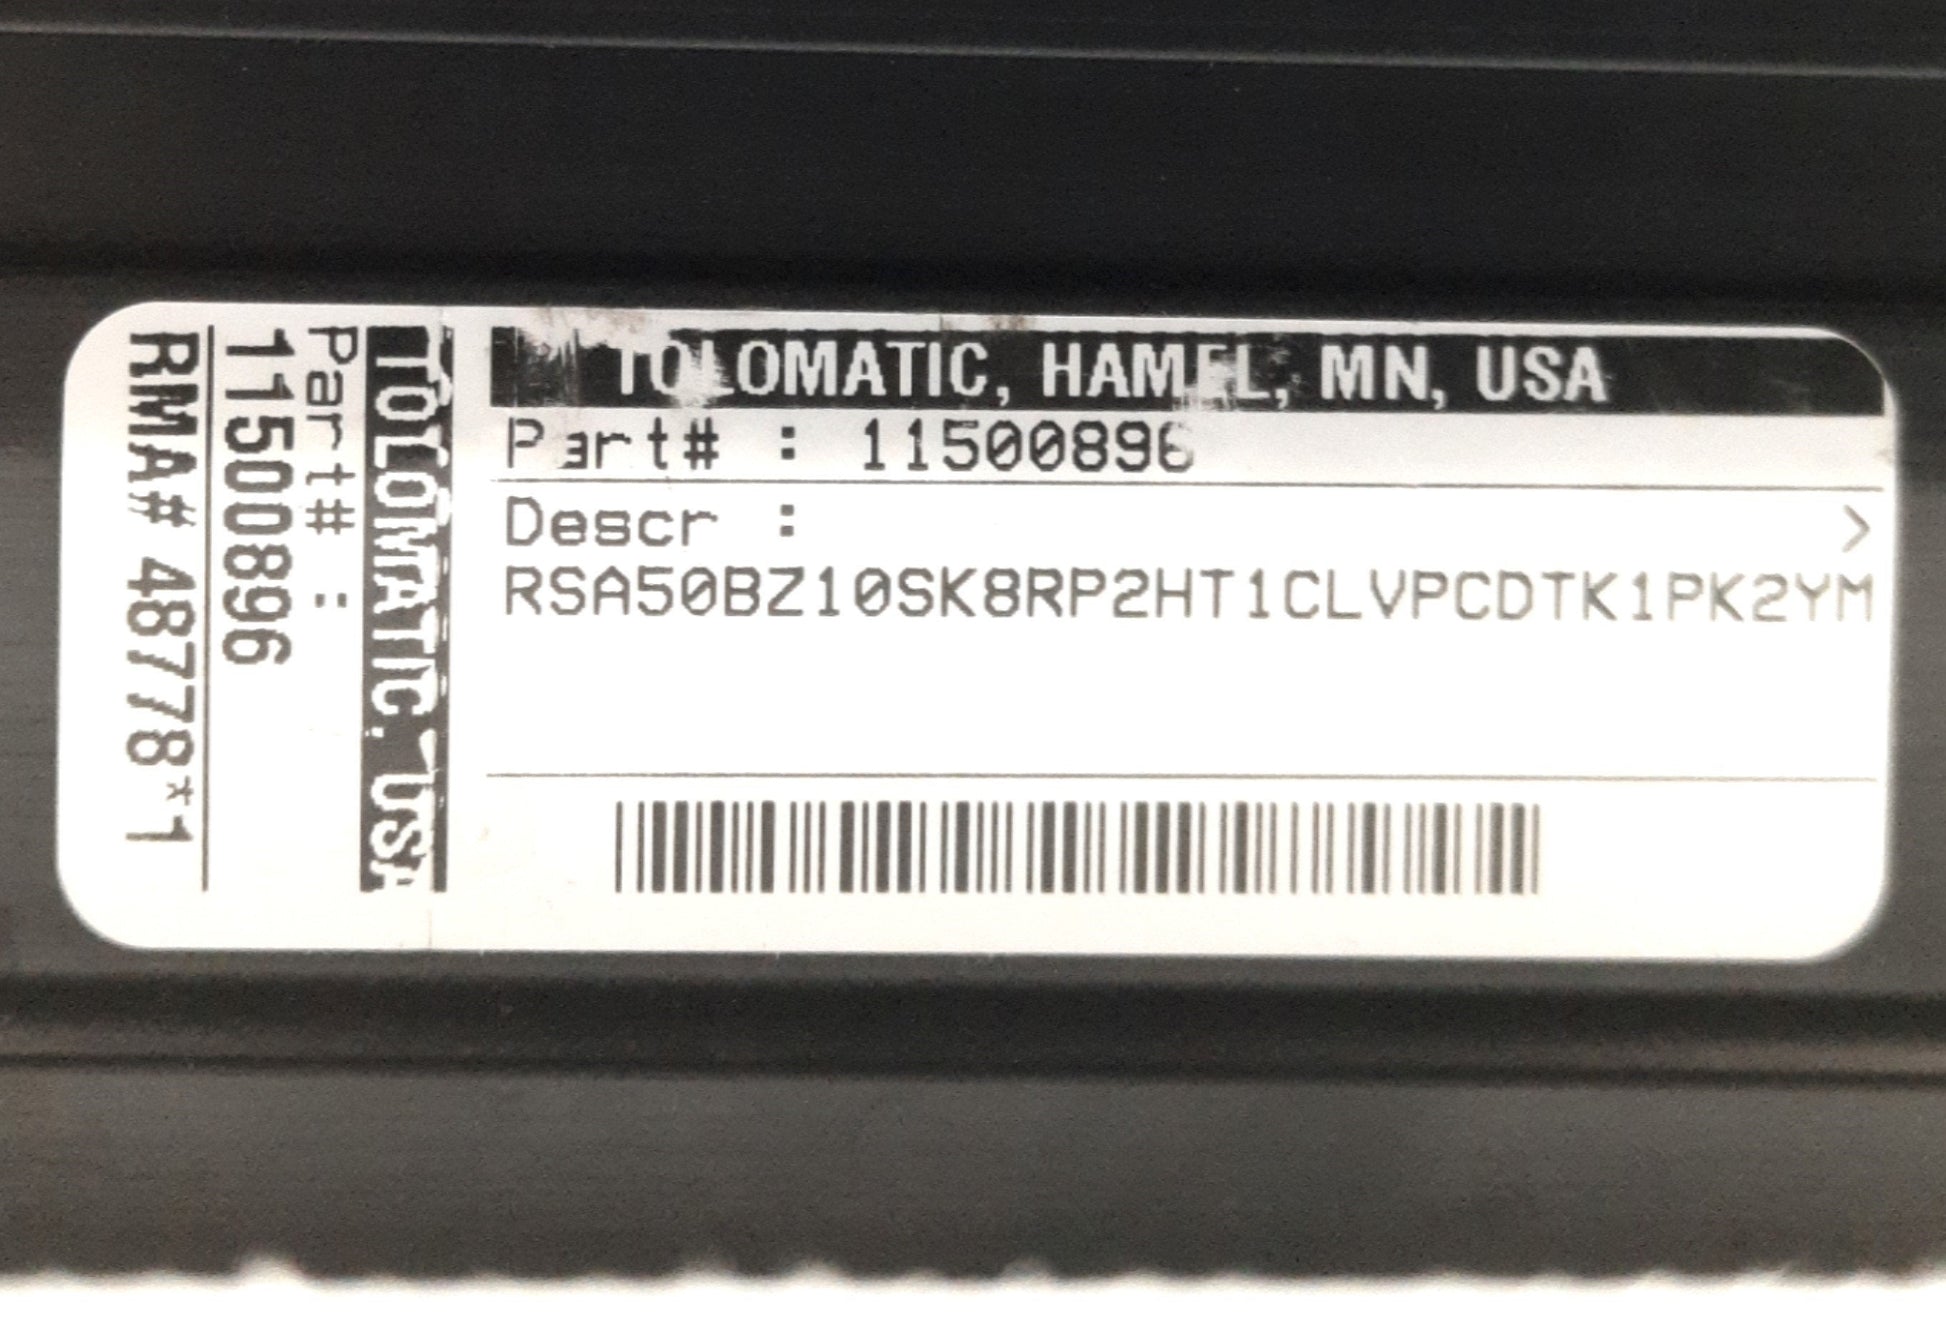 TOLOMATIC, HAMEL, MN, USA
Part# : 11500896
Descr :
>
RSA50BZ10SK8RP2HT1CLVPCDTK1PK2YM
TOLOMATIC. USA
Part# :
11500896
RMA# 48778*1